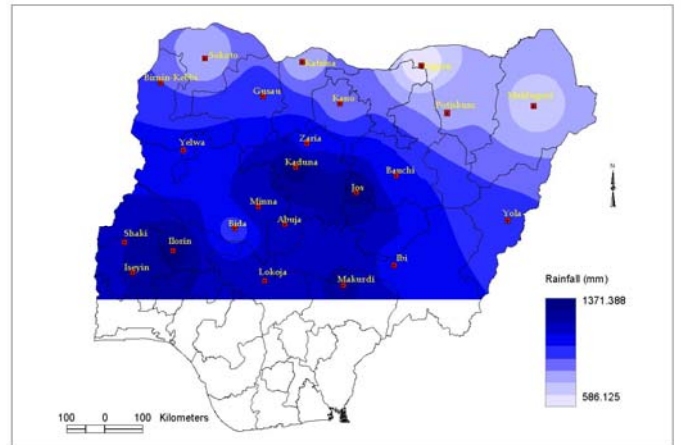 Sokoto
Katsina
Nguru
Birnin Kebbi
Gusau
Kano
Potiskum
Maiduguri
Zaria
Yelwa
Kaduna
Bauchi
Jos
Minna
Bida
Abuja
Yola
Shaki
Ilorin
Ibi
Iseyin
Lokoja
Makurdi
N
Rainfall (mm)
1371.388
586.125
100 0 100 Kilometers